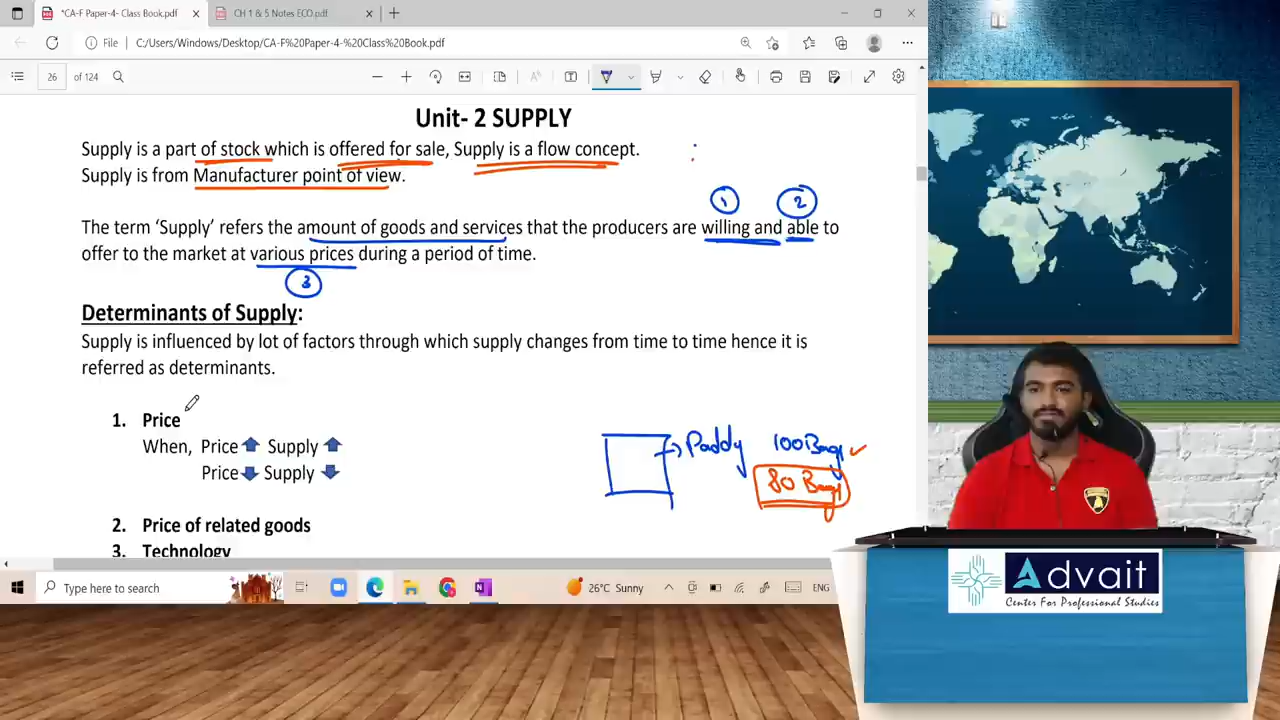 *CA-F Paper-4- Class Book.pdf
CH 1 & 5 Notes ECO.pdf
File
C:/Users/Windows/Desktop/CA-F%20Paper-4-%20Class%20Book.pdf
26 of 124
Unit- 2 SUPPLY
Supply is a part of stock which is offered for sale, Supply is a flow concept.
Supply is from Manufacturer point of view.
1 2
The term ‘Supply’ refers the amount of goods and services that the producers are willing and able to
offer to the market at various prices during a period of time.
3
Determinants of Supply:
Supply is influenced by lot of factors through which supply changes from time to time hence it is
referred as determinants.
1. Price
When, Price Supply
Price Supply
Paddy 100 Bags
80 Bags
2. Price of related goods
3. Technology
Type here to search
26°C Sunny
ENG
Advait
Center For Professional Studies